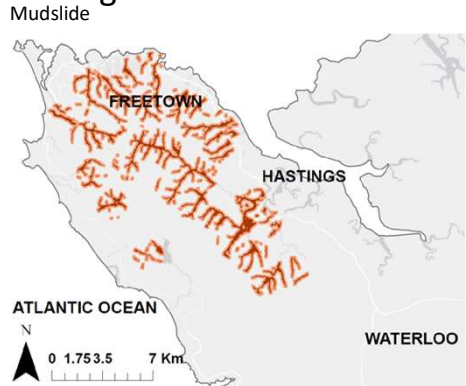 Mudslide
FREETOWN
HASTINGS
ATLANTIC OCEAN
WATERLOO
N
0 1.75 3.5 7 Km